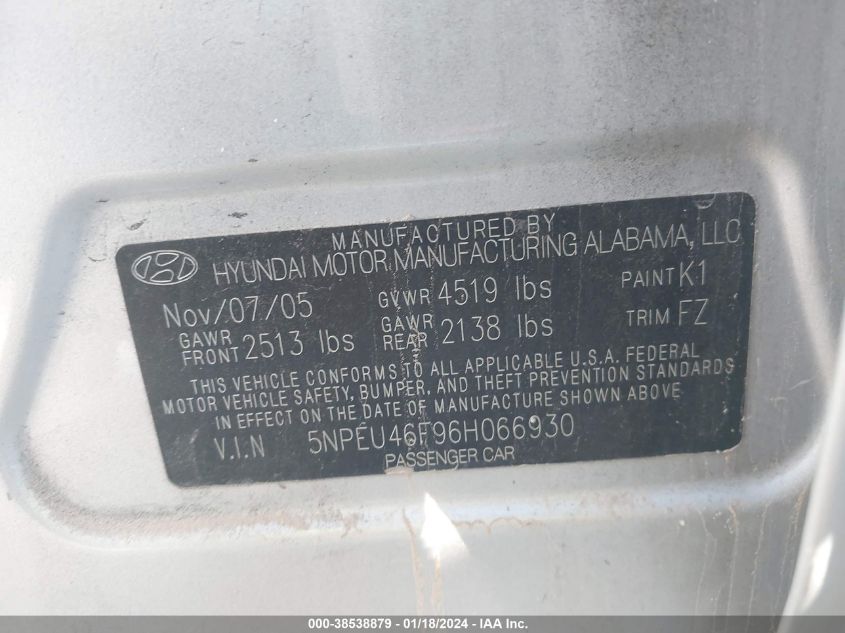 MANUFACTURED BY
HYUNDAI MOTOR MANUFACTURING ALABAMA, LLC
Nov/07/05 GVWR 4519 lbs PAINT K1
GAWR FRONT 2513 lbs GAWR REAR 2138 lbs TRIM FZ
THIS VEHICLE CONFORMS TO ALL APPLICABLE U.S.A. FEDERAL
MOTOR VEHICLE SAFETY, BUMPER, AND THEFT PREVENTION STANDARDS
IN EFFECT ON THE DATE OF MANUFACTURE SHOWN ABOVE
V.I.N 5NPEU46F96H066930
PASSENGER CAR
000-38538879 - 01/18/2024 - IAA Inc.